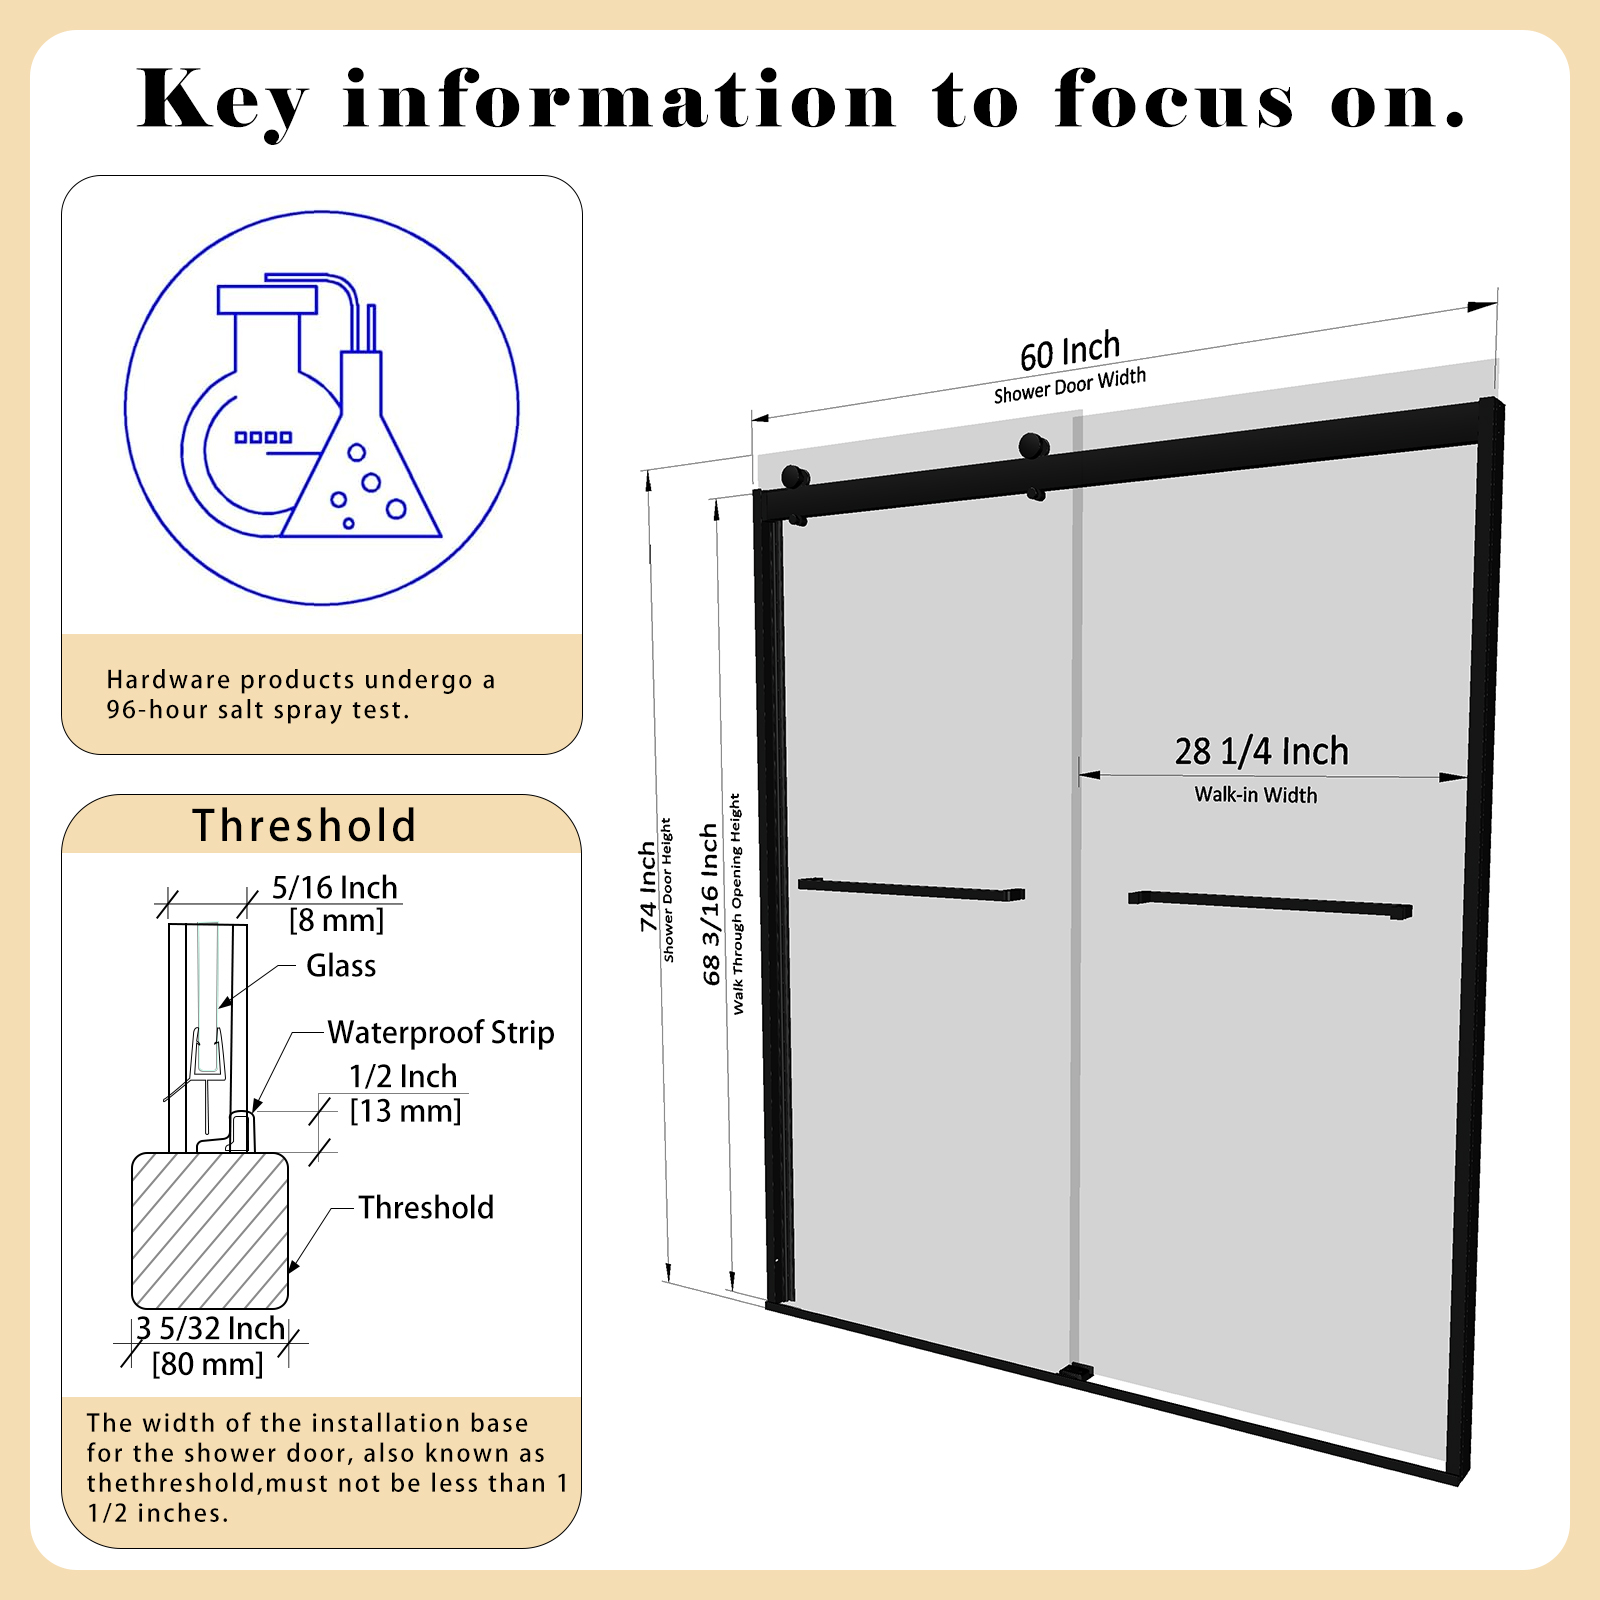 Key information to focus on.
Hardware products undergo a
96-hour salt spray test.
Threshold
5/16 Inch
[8 mm]
Glass
Waterproof Strip
1/2 Inch
[13 mm]
Threshold
3 5/32 Inch
[80 mm]
The width of the installation base
for the shower door, also known as
thethreshold,must not be less than 1
1/2 inches.
60 Inch
Shower Door Width
74 Inch
Shower Door Height
68 3/16 Inch
Walk Through Opening Height
28 1/4 Inch
Walk-in Width